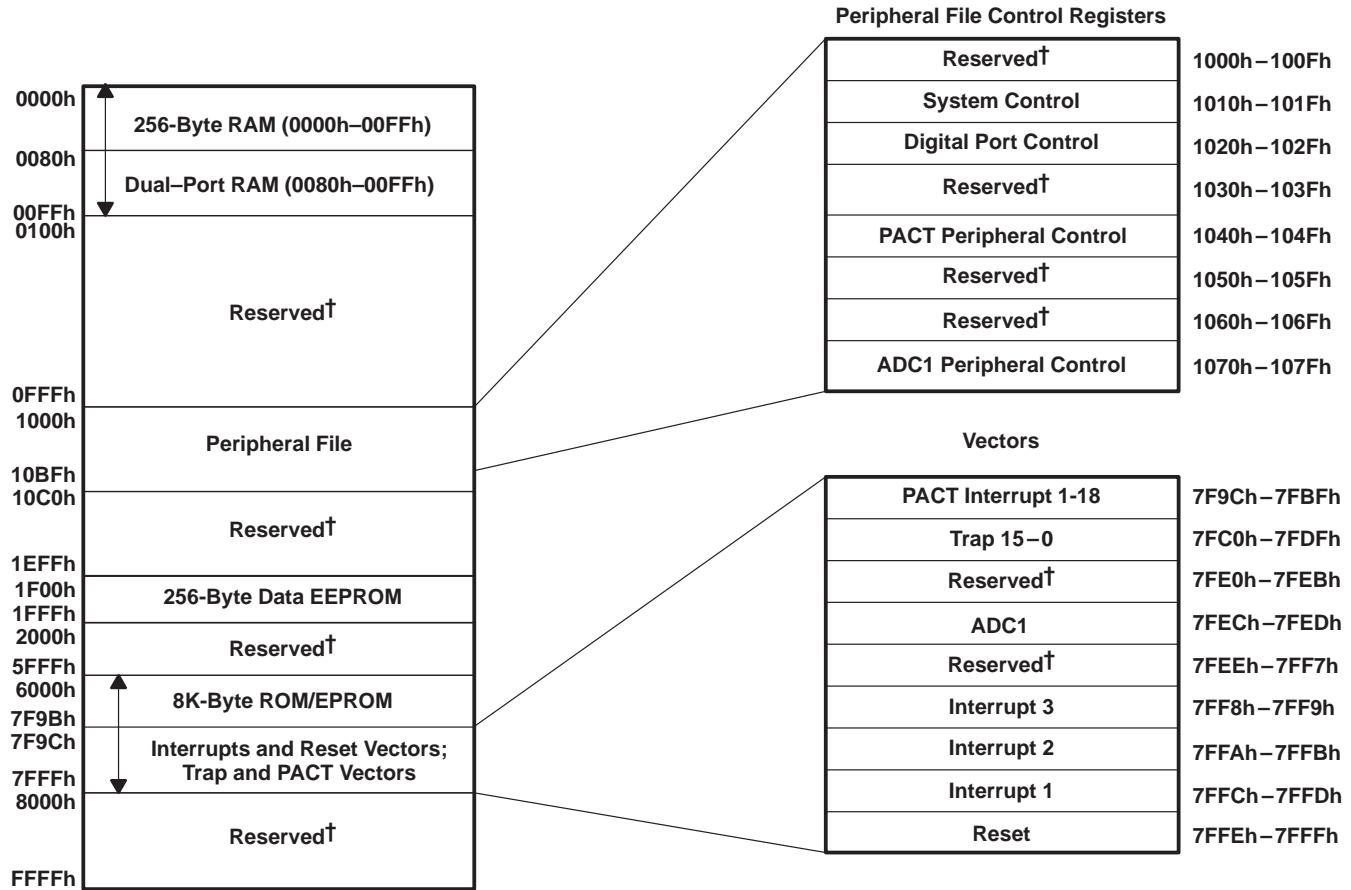 0000h
256-Byte RAM (0000h–00FFh)
0080h
Dual–Port RAM (0080h–00FFh)
00FFh
0100h
Reserved†
0FFFh
1000h
Peripheral File
10BFh
10C0h
Reserved†
1EFFh
1F00h
256-Byte Data EEPROM
1FFFh
2000h
Reserved†
5FFFh
6000h
8K-Byte ROM/EPROM
7F9Bh
7F9Ch
Interrupts and Reset Vectors;
Trap and PACT Vectors
7FFFh
8000h
Reserved†
FFFFh
Peripheral File Control Registers
Reserved† 1000h–100Fh
System Control 1010h–101Fh
Digital Port Control 1020h–102Fh
Reserved† 1030h–103Fh
PACT Peripheral Control 1040h–104Fh
Reserved† 1050h–105Fh
Reserved† 1060h–106Fh
ADC1 Peripheral Control 1070h–107Fh
Vectors
PACT Interrupt 1-18 7F9Ch–7FBFh
Trap 15–0 7FC0h–7FDFh
Reserved† 7FE0h–7FEBh
ADC1 7FECh–7FEDh
Reserved† 7FEEh–7FF7h
Interrupt 3 7FF8h–7FF9h
Interrupt 2 7FFAh–7FFBh
Interrupt 1 7FFCh–7FFDh
Reset 7FFEh–7FFFh